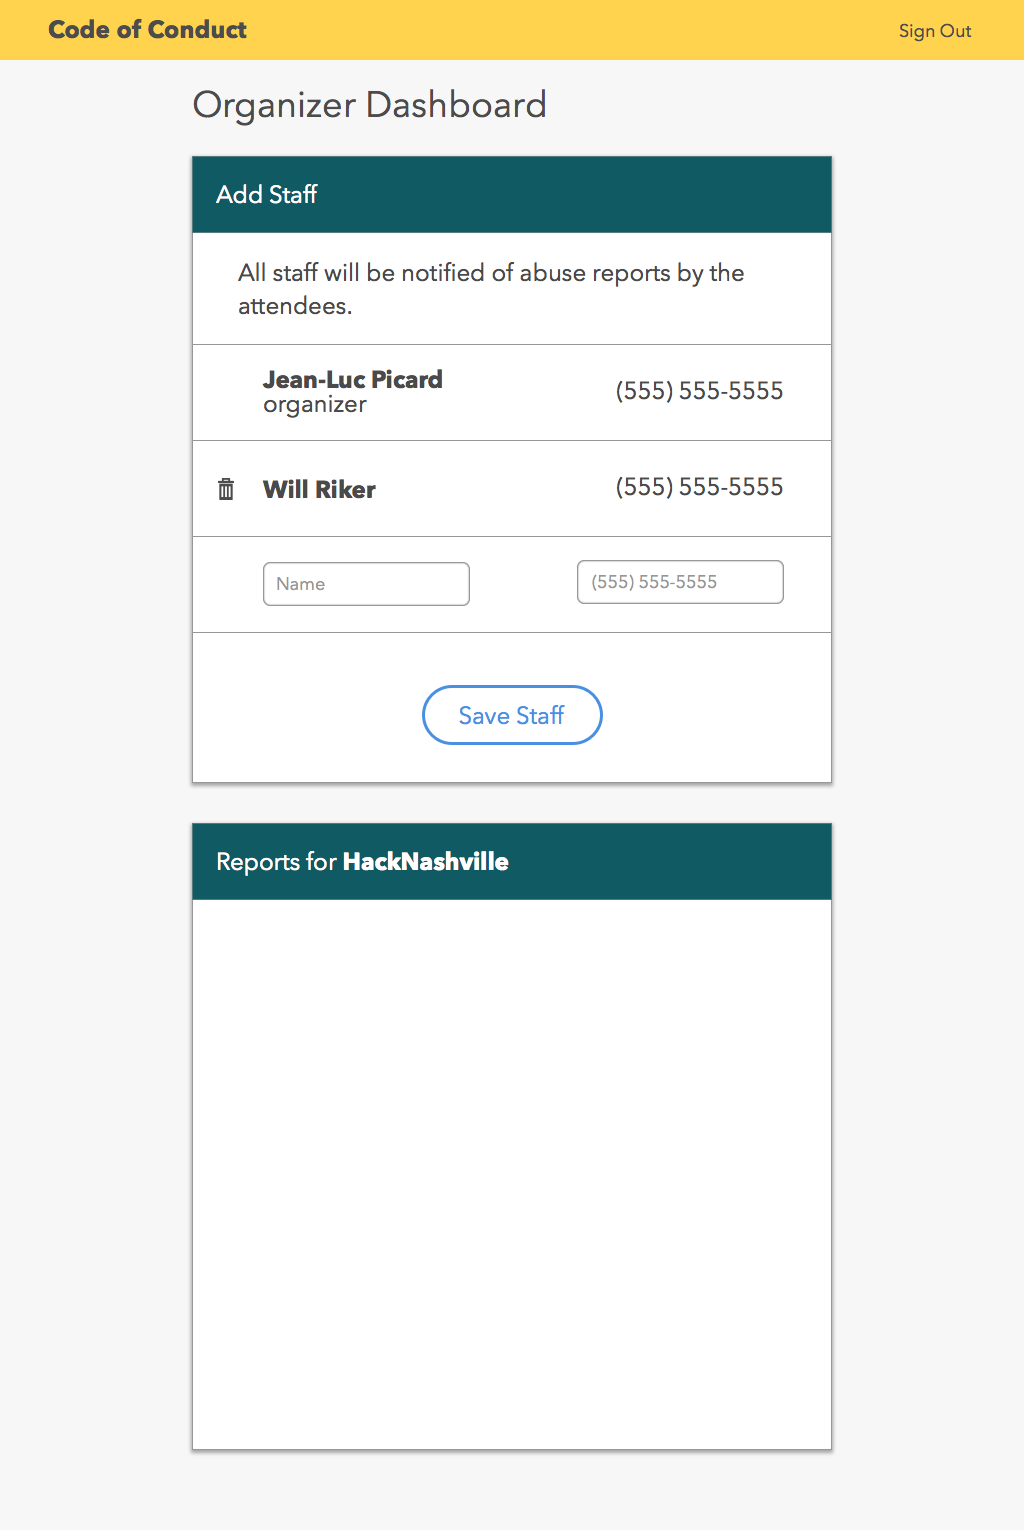 Code of Conduct
Sign Out
Organizer Dashboard
Add Staff
All staff will be notified of abuse reports by the
attendees.
Jean-Luc Picard
organizer
(555) 555-5555
Will Riker
(555) 555-5555
Name
(555) 555-5555
Save Staff
Reports for HackNashville